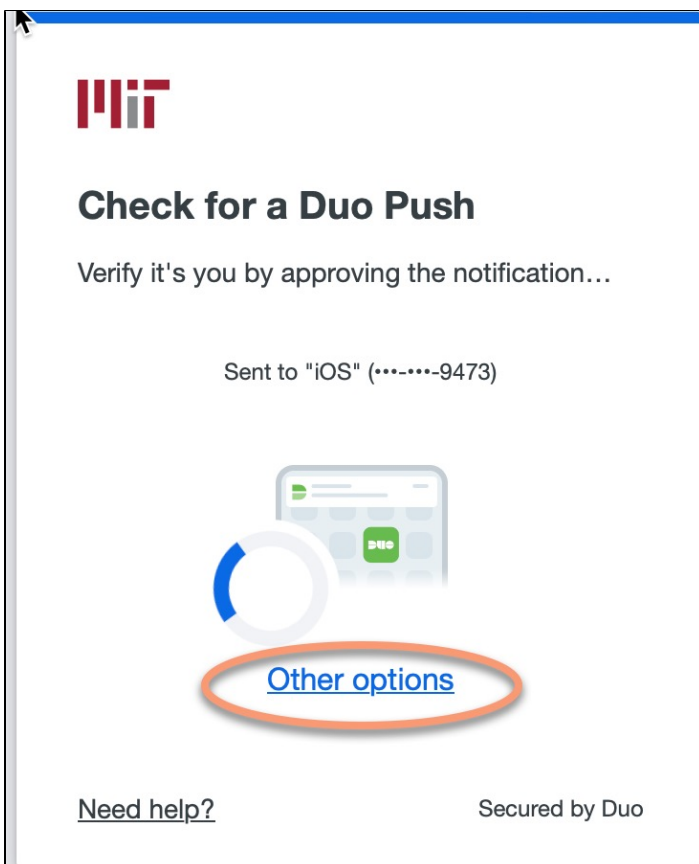 MIT
Check for a Duo Push
Verify it's you by approving the notification…
Sent to "iOS" (•••-•••-9473)
DUO
Other options
Need help?
Secured by Duo